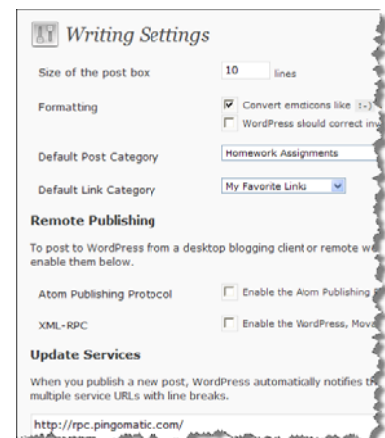 Writing Settings
Size of the post box 10 lines
Formatting Convert emoticons like :-)
WordPress should correct
Default Post Category Homework Assignments
Default Link Category My Favorite Links
Remote Publishing
To post to WordPress from a desktop blogging client or remote
enable them below.
Atom Publishing Protocol Enable the Atom Publishing
XML-RPC Enable the WordPress,
Update Services
When you publish a new post, WordPress automatically notifies
multiple service URLs with line breaks.
http://rpc.pingomatic.com/